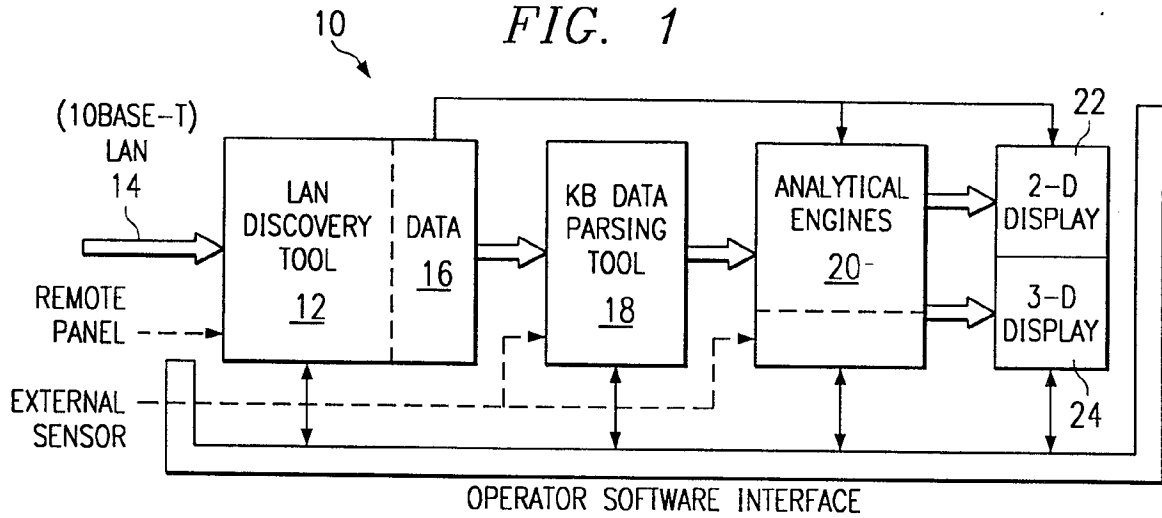 FIG. 1
10
(10BASE-T)
LAN
14
LAN
DISCOVERY
TOOL
12
DATA
16
KB DATA
PARSING
TOOL
18
ANALYTICAL
ENGINES
20
22
2-D
DISPLAY
3-D
DISPLAY
24
REMOTE
PANEL
EXTERNAL
SENSOR
OPERATOR SOFTWARE INTERFACE